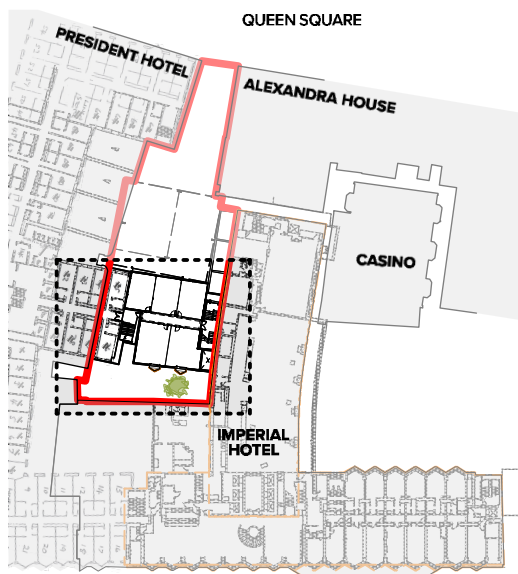 QUEEN SQUARE
PRESIDENT HOTEL
ALEXANDRA HOUSE
CASINO
IMPERIAL
HOTEL